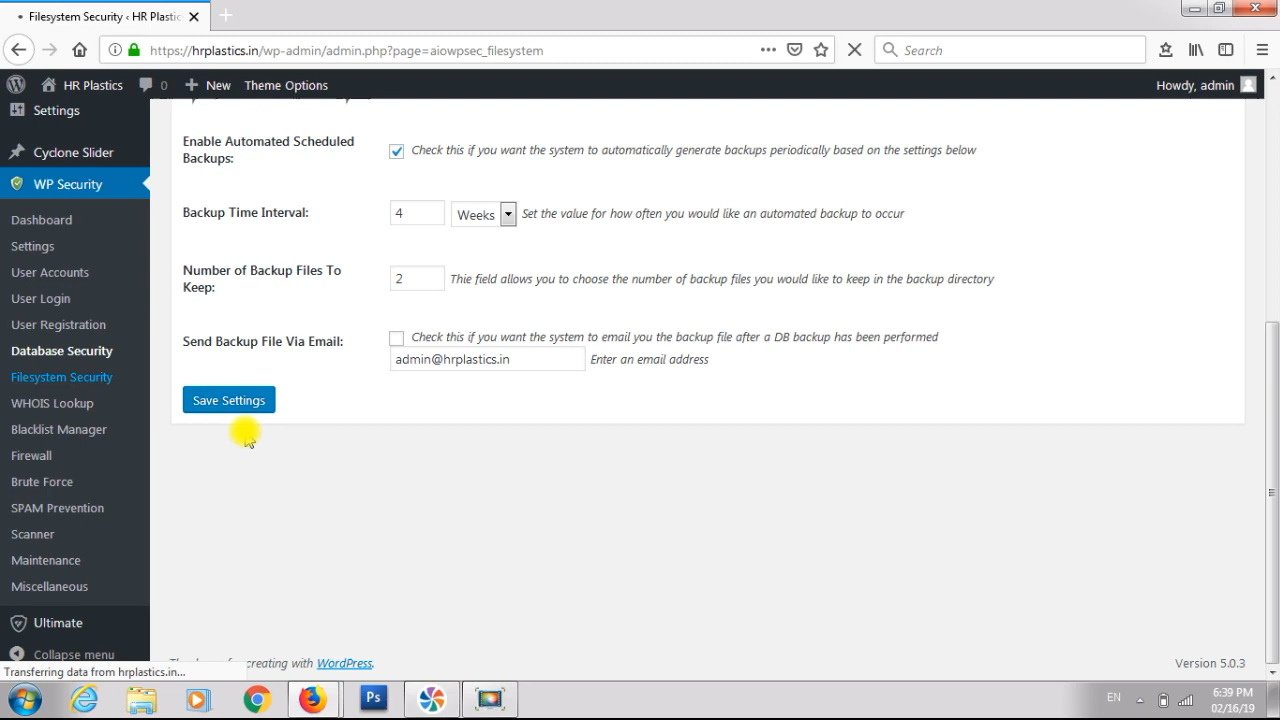 Filesystem Security ‹ HR Plastic
https://hrplastics.in/wp-admin/admin.php?page=aiowpsec_filesystem
Search
HR Plastics
0
New
Theme Options
Howdy, admin
Settings
Cyclone Slider
WP Security
Dashboard
Settings
User Accounts
User Login
User Registration
Database Security
Filesystem Security
WHOIS Lookup
Blacklist Manager
Firewall
Brute Force
SPAM Prevention
Scanner
Maintenance
Miscellaneous
Ultimate
Collapse menu
Enable Automated Scheduled
Backups:
Check this if you want the system to automatically generate backups periodically based on the settings below
Backup Time Interval:
4
Weeks
Set the value for how often you would like an automated backup to occur
Number of Backup Files To
Keep:
2
Thie field allows you to choose the number of backup files you would like to keep in the backup directory
Send Backup File Via Email:
Check this if you want the system to email you the backup file after a DB backup has been performed
admin@hrplastics.in
Enter an email address
Save Settings
creating with WordPress.
Version 5.0.3
Transferring data from hrplastics.in...
Ps
EN
6:39 PM
02/16/19